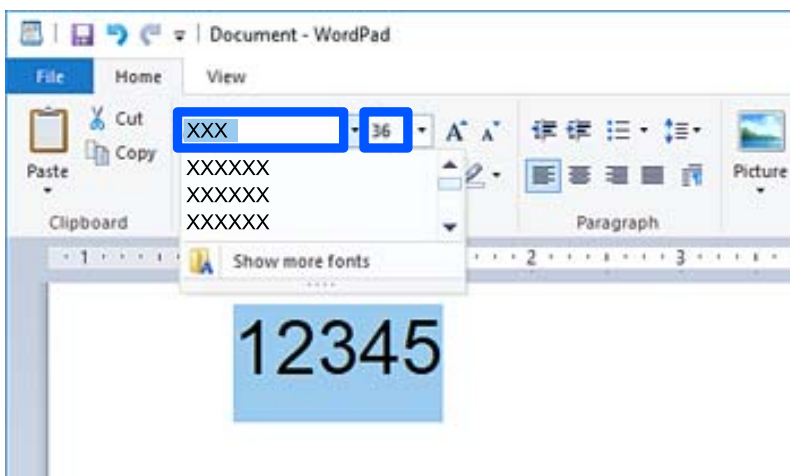 Document - WordPad
File Home View
Cut
Copy
Paste
Clipboard
XXX
36
A A
XXXXXX
XXXXXX
XXXXXX
Show more fonts
Paragraph
Picture
1 2 3
12345